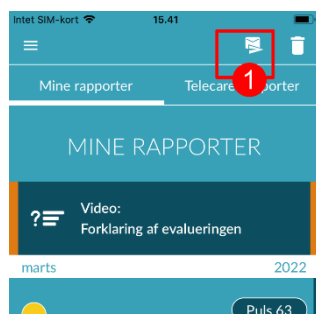 Intet SIM-kort 15.41
Mine rapporter
Telecare rapporter
1
MINE RAPPORTER
?
Video:
Forklaring af evalueringen
marts 2022
Puls 63